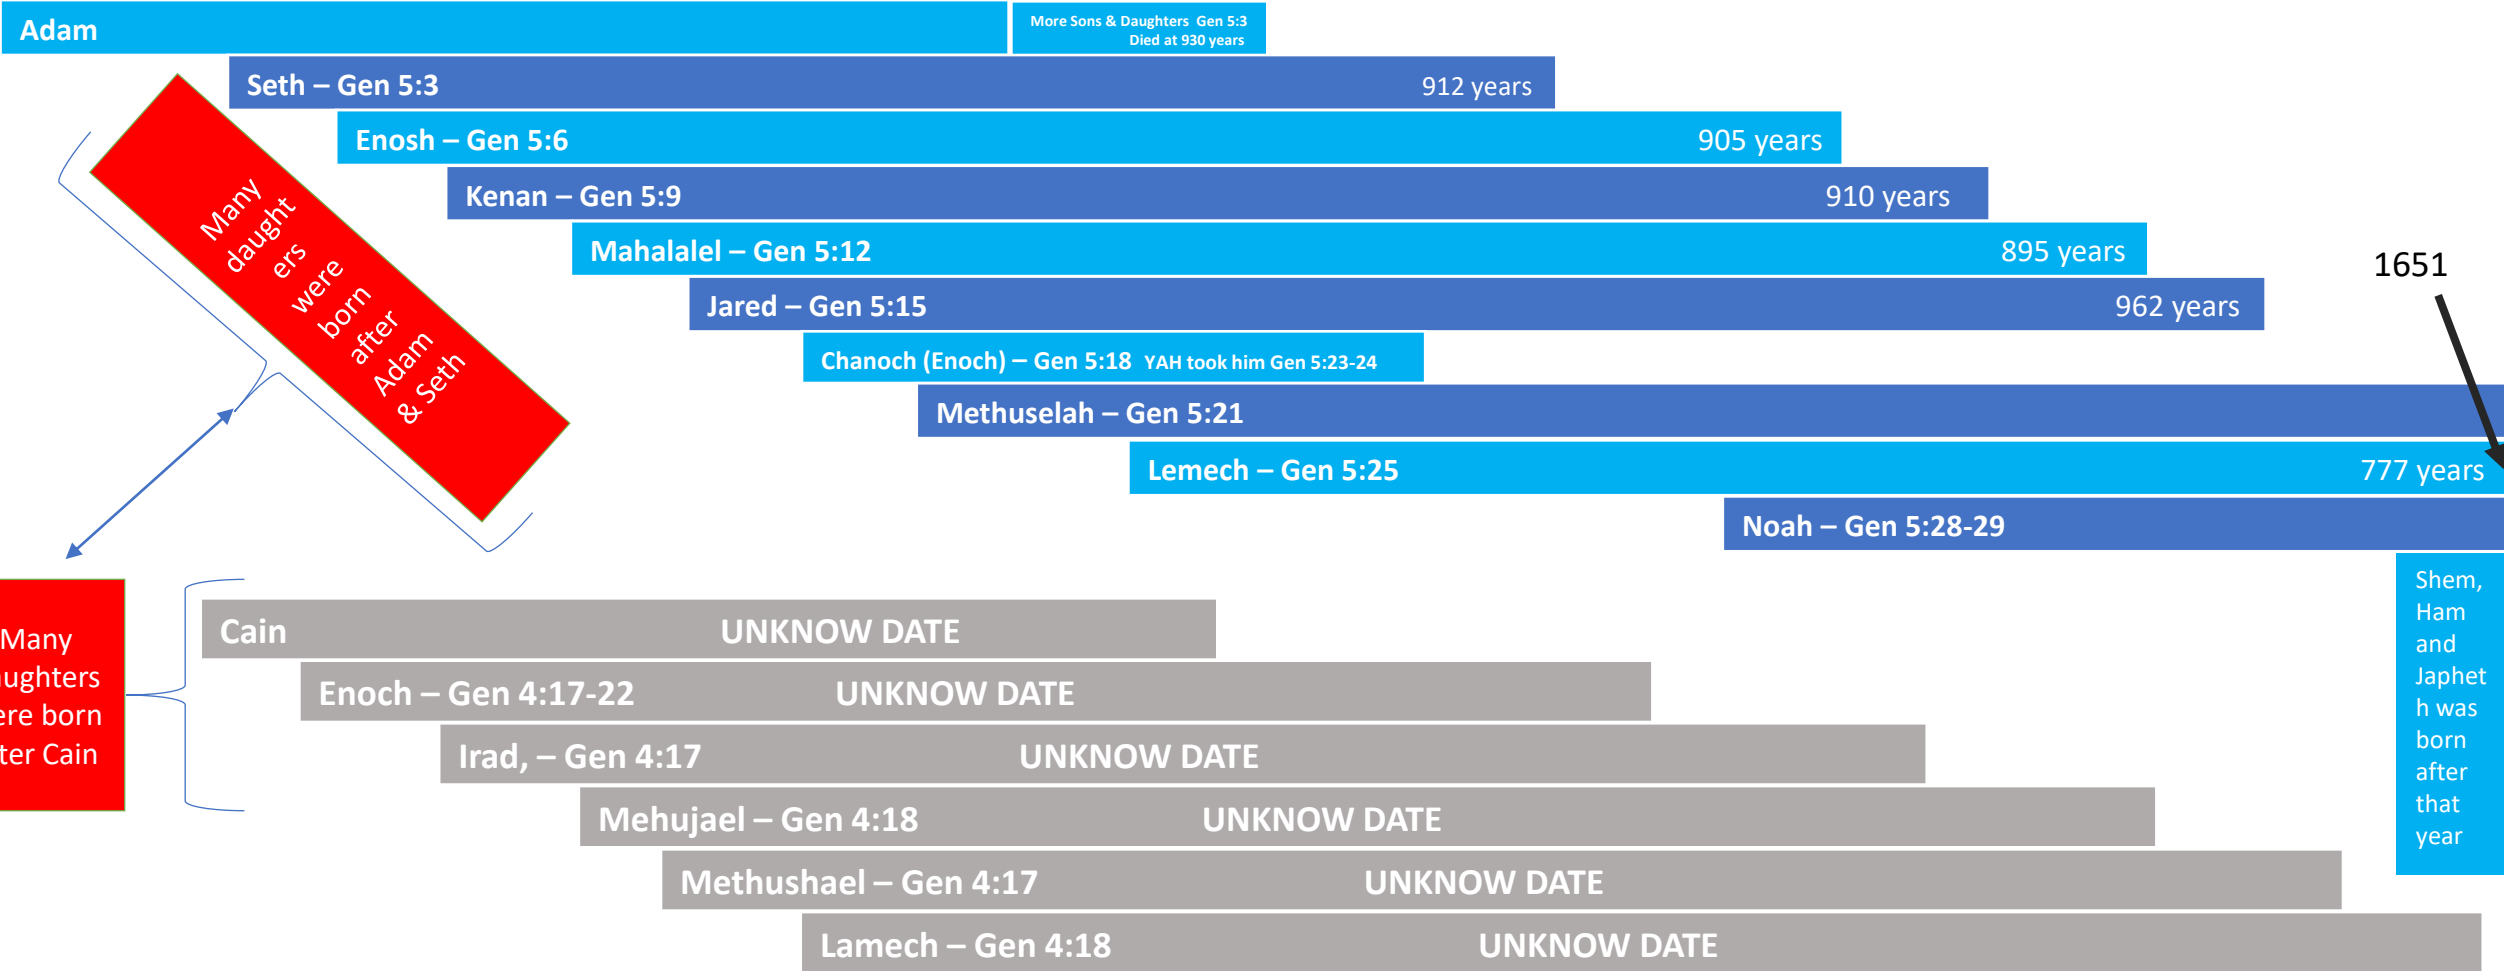 Adam
More Sons & Daughters Gen 5:3
Died at 930 years
Seth – Gen 5:3 912 years
Enosh – Gen 5:6 905 years
Kenan – Gen 5:9 910 years
Mahalalel – Gen 5:12 895 years
1651
Jared – Gen 5:15 962 years
Chanoch (Enoch) – Gen 5:18 YAH took him Gen 5:23-24
Methuselah – Gen 5:21
Lemech – Gen 5:25 777 years
Noah – Gen 5:28-29
Many
daught
ers
were
born
after
Adam
& Seth
Shem,
Ham
and
Japhet
h was
born
after
that
year
Many
aughters
ere born
ter Cain
Cain UNKNOW DATE
Enoch – Gen 4:17-22 UNKNOW DATE
Irad, – Gen 4:17 UNKNOW DATE
Mehujael – Gen 4:18 UNKNOW DATE
Methushael – Gen 4:17 UNKNOW DATE
Lamech – Gen 4:18 UNKNOW DATE